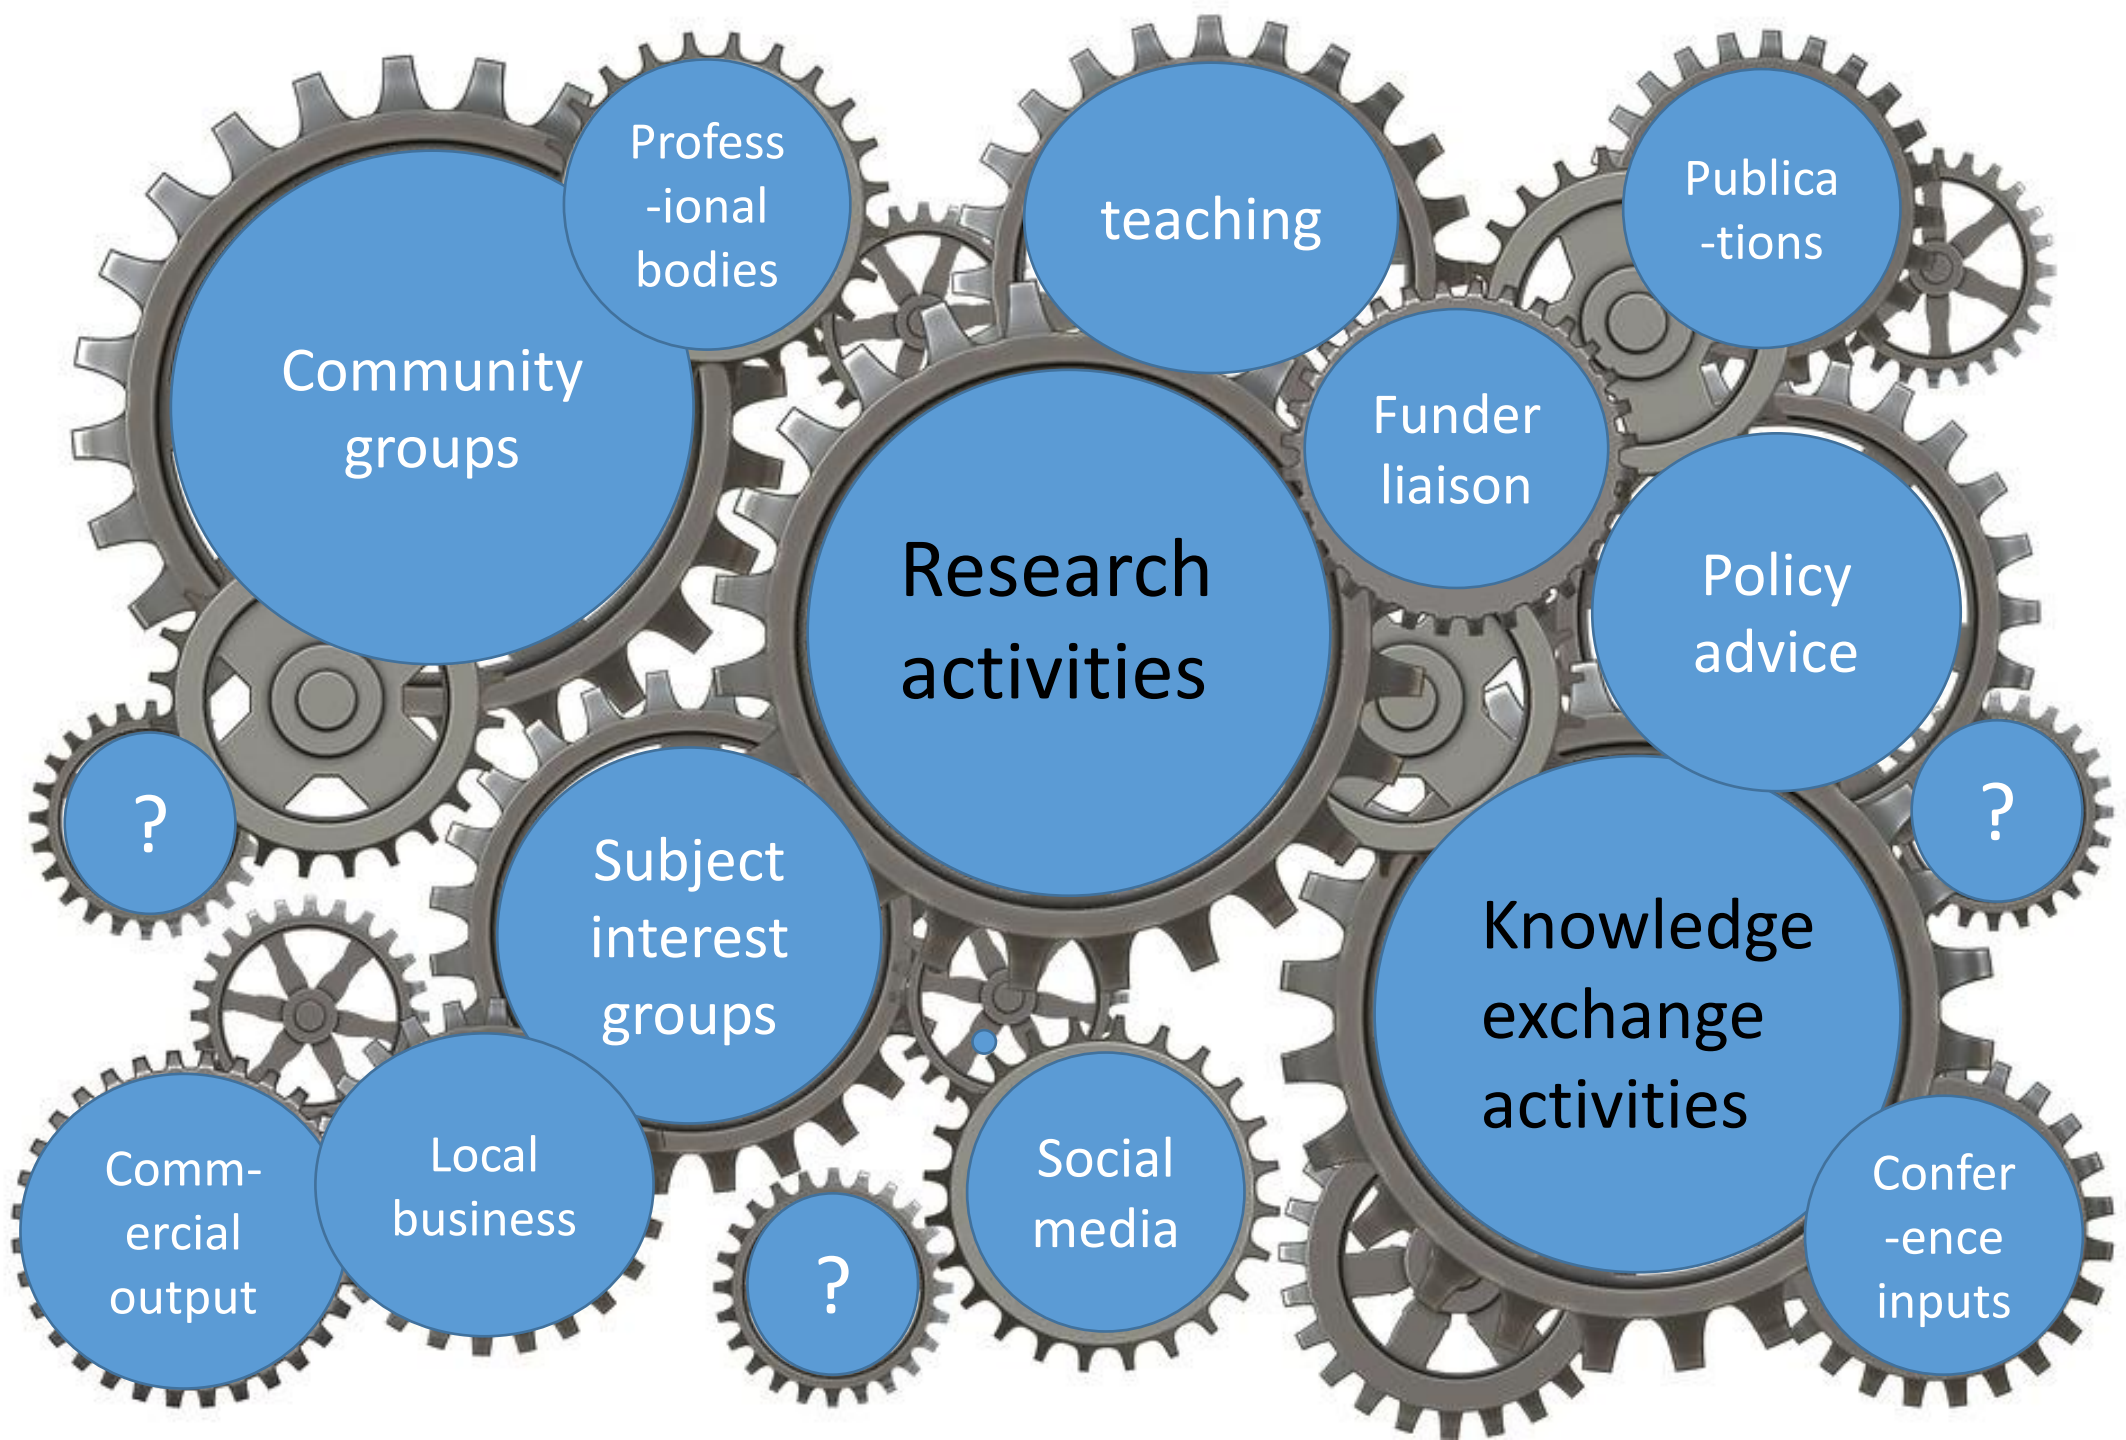 Profess
-ional
bodies
teaching
Publica
-tions
Community
groups
Funder
liaison
Research
activities
Policy
advice
?
?
Subject
interest
groups
Knowledge
exchange
activities
Comm-
ercial
output
Local
business
?
Social
media
Confer
-ence
inputs